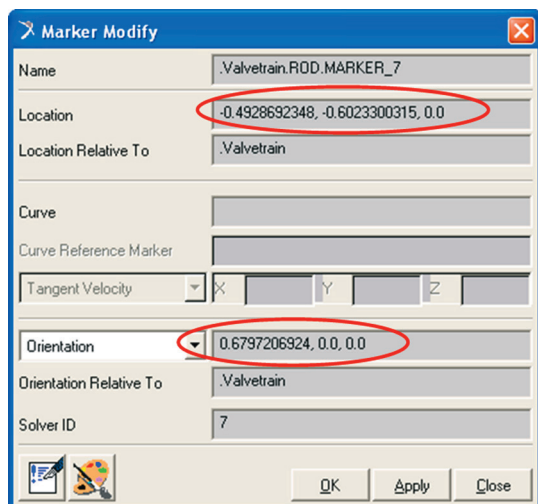 Marker Modify
Name .Valvetrain.ROD.MARKER_7
Location -0.4928692348, -0.6023300315, 0.0
Location Relative To .Valvetrain
Curve
Curve Reference Marker
Tangent Velocity X Y Z
Orientation 0.6797206924, 0.0, 0.0
Orientation Relative To .Valvetrain
Solver ID 7
OK Apply Close